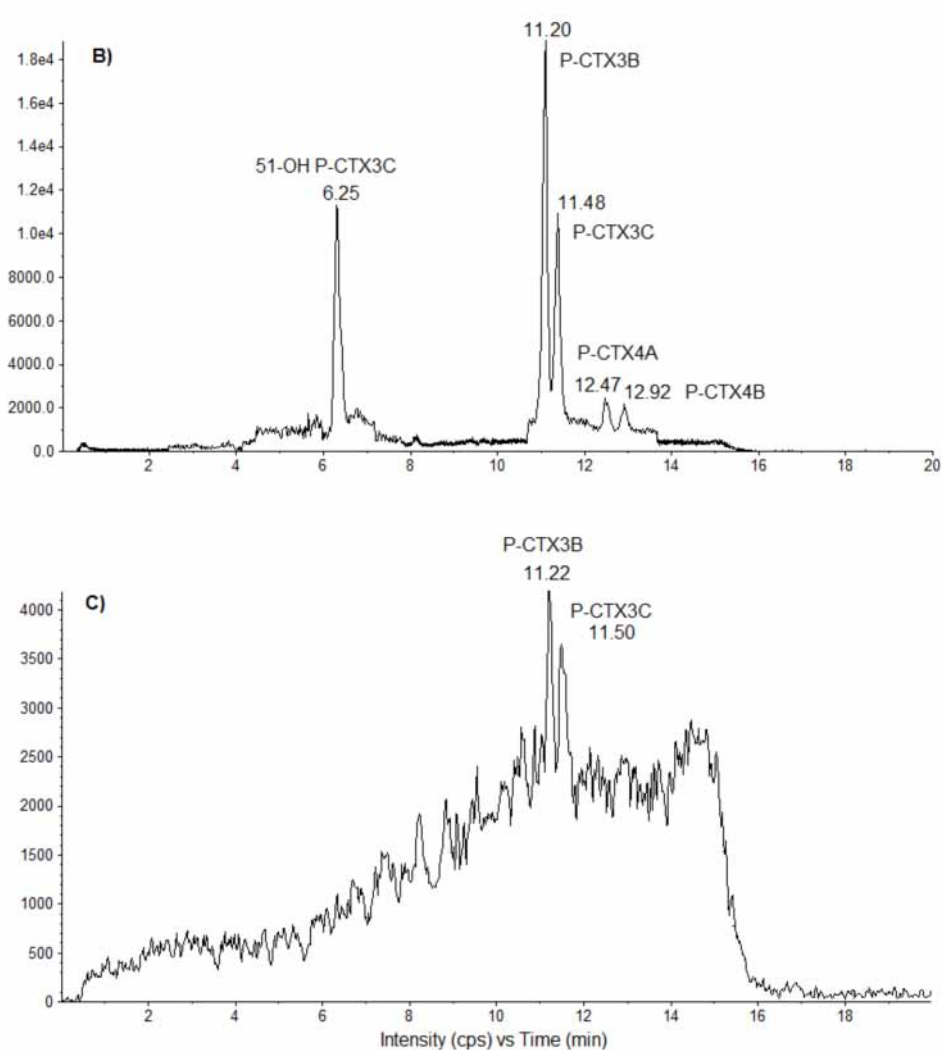 B)
11.20
P-CTX3B
51-OH P-CTX3C
6.25
11.48
P-CTX3C
P-CTX4A
12.47
12.92
P-CTX4B
1.8e4
1.6e4
1.4e4
1.2e4
1.0e4
8000.0
6000.0
4000.0
2000.0
0.0
2 4 6 8 10 12 14 16 18 20
C)
P-CTX3B
11.22
P-CTX3C
11.50
4000
3500
3000
2500
2000
1500
1000
500
0
2 4 6 8 10 12 14 16 18 20
Intensity (cps) vs Time (min)